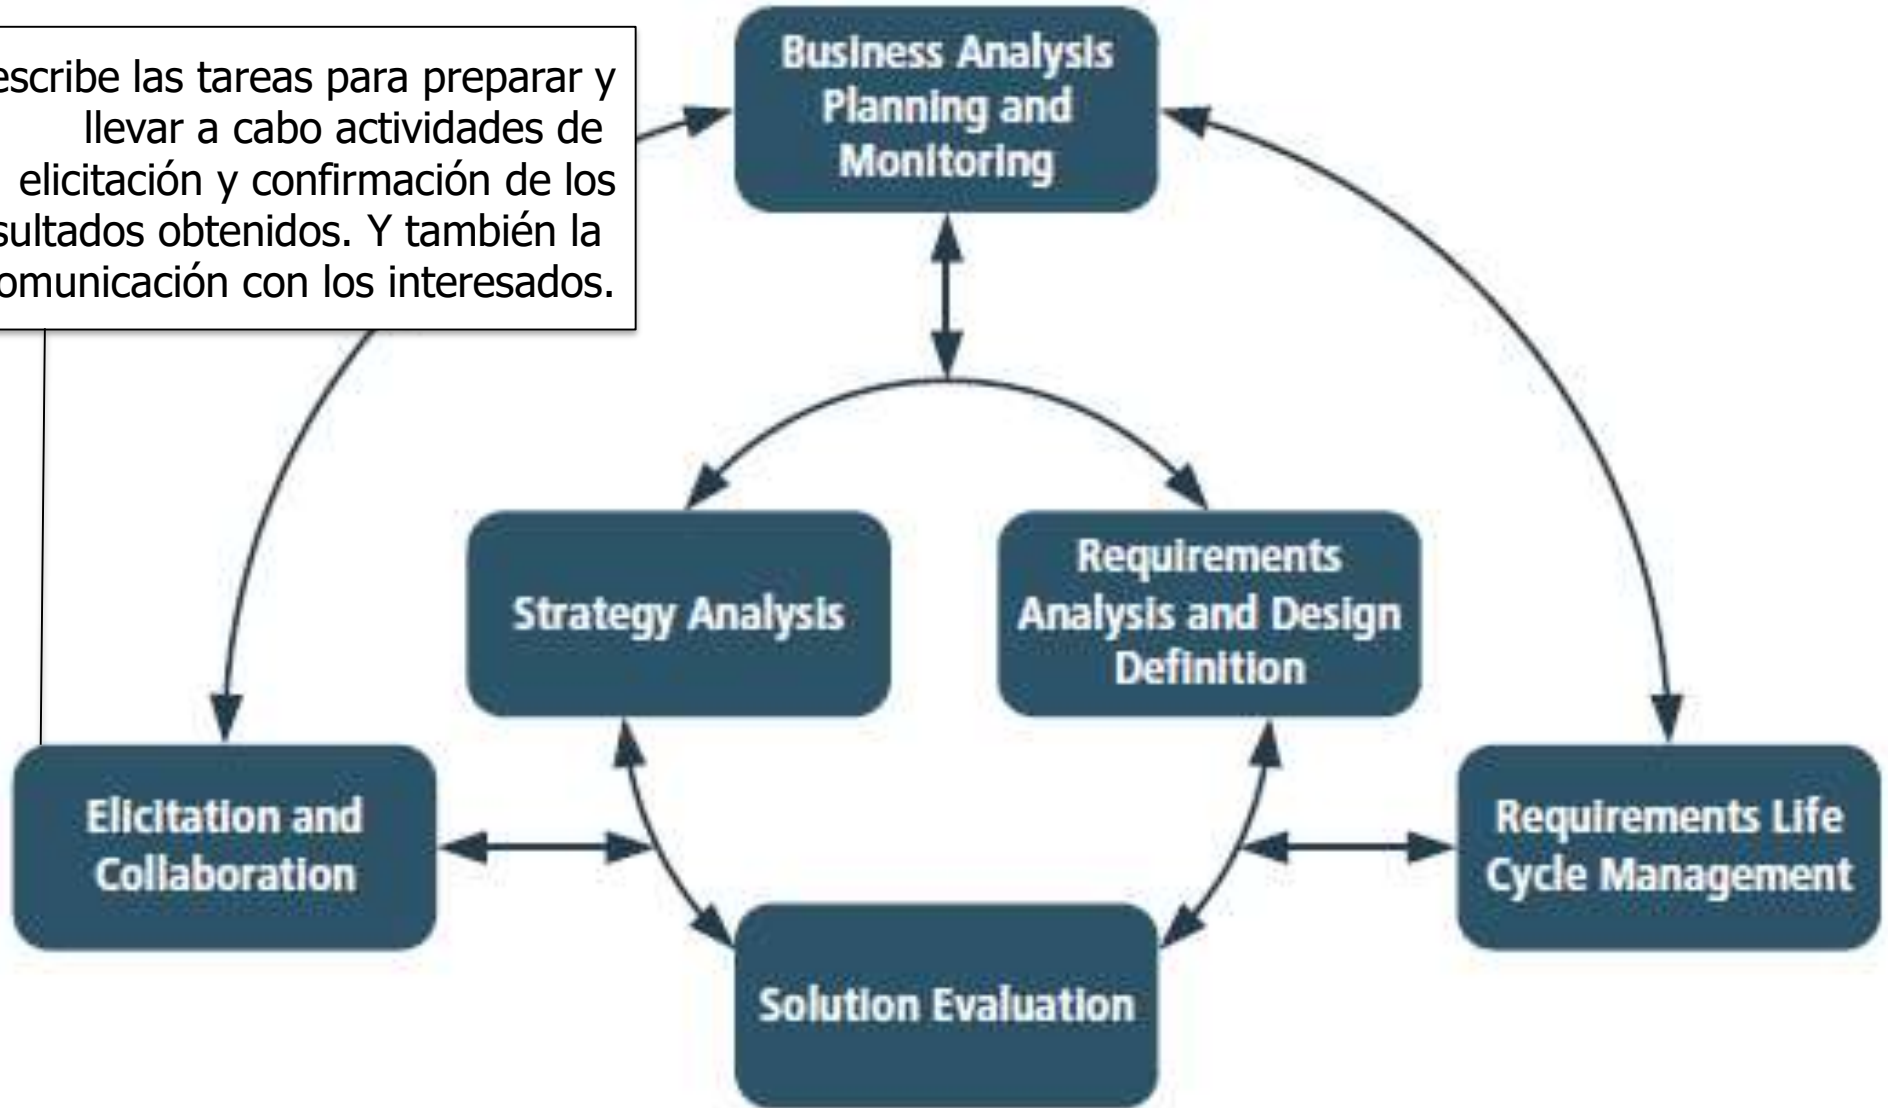 escribe las tareas para preparar y
llevar a cabo actividades de
elicitación y confirmación de los
sultados obtenidos. Y también la
omunicación con los interesados.
Business Analysis
Planning and
Monitoring
Strategy Analysis
Requirements
Analysis and Design
Definition
Elicitation and
Collaboration
Requirements Life
Cycle Management
Solution Evaluation